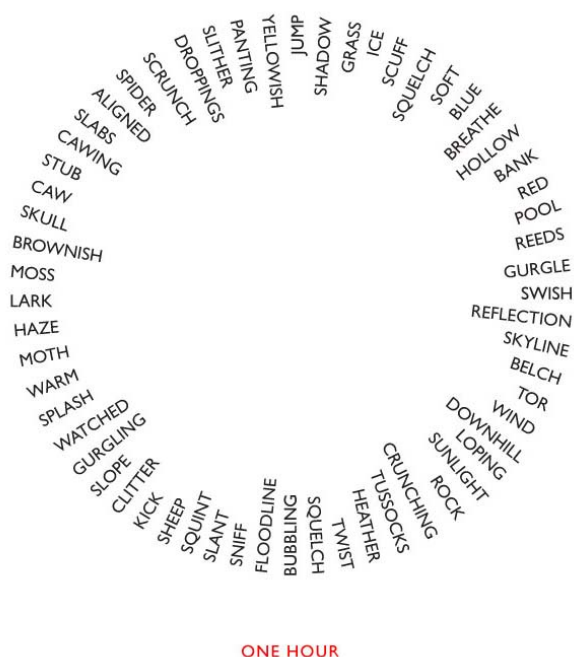 JUMP
SHADOW
GRASS
ICE
SCUFF
SQUELCH
SOFT
BLUE
BREATHE
HOLLOW
BANK
RED
POOL
REEDS
GURGLE
SWISH
REFLECTION
SKYLINE
BELCH
TOR
WIND
DOWNHILL
LOPING
SUNLIGHT
ROCK
CRUNCHING
TUSSOCKS
HEATHER
TWIST
SQUELCH
BUBBLING
FLOODLINE
SNIFF
SLANT
SQUINT
SHEEP
KICK
CLITTER
SLOPE
GURGLING
WATCHED
SPLASH
WARM
MOTH
HAZE
LARK
MOSS
BROWNISH
SKULL
CAW
STUB
CAWING
SLABS
ALIGNED
SPIDER
SCRUNCH
DROPPINGS
SLITHER
PANTING
YELLOWISH
ONE HOUR